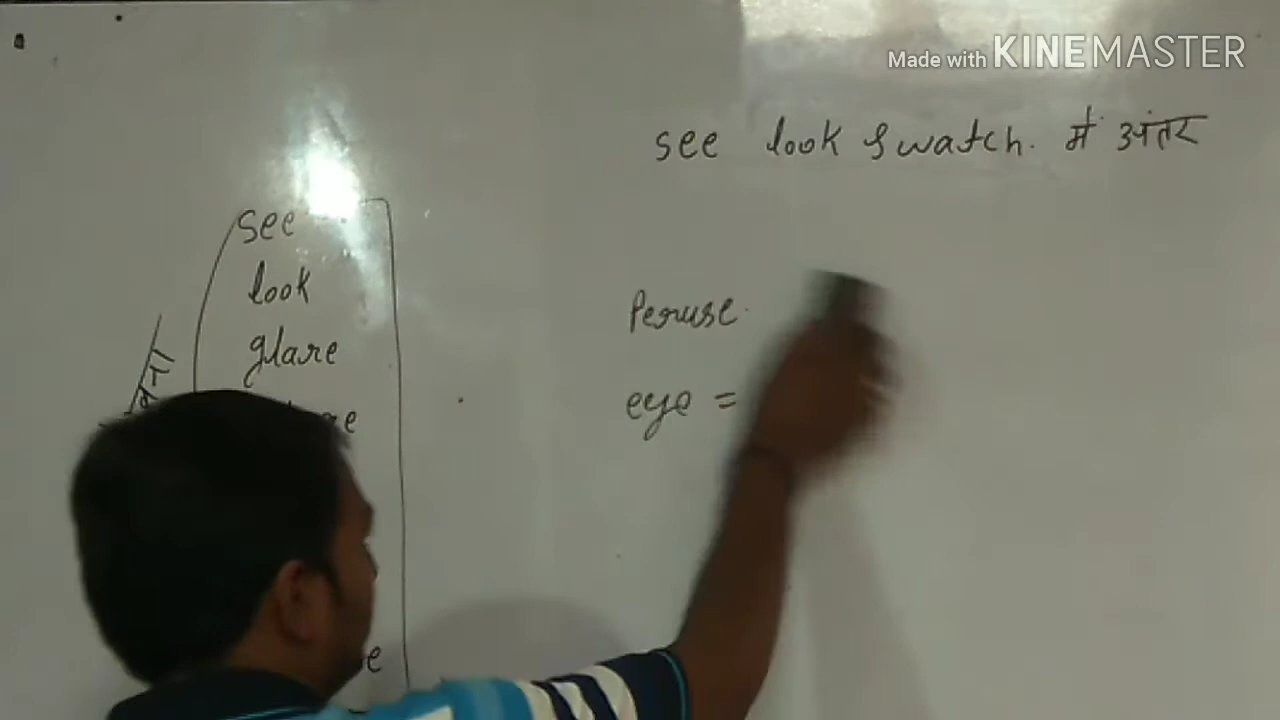 Made with KINEMASTER
see look & watch. में अंतर
see
look
glare
Peruse.
eye =